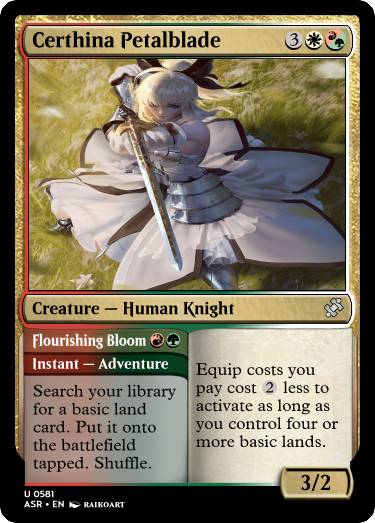 Certhina Petalblade 3
Creature — Human Knight
Flourishing Bloom
Instant — Adventure
Search your library
for a basic land
card. Put it onto
the battlefield
tapped. Shuffle.
Equip costs you
pay cost 2 less to
activate as long as
you control four or
more basic lands.
3/2
U 0581
ASR • EN RAIKOART